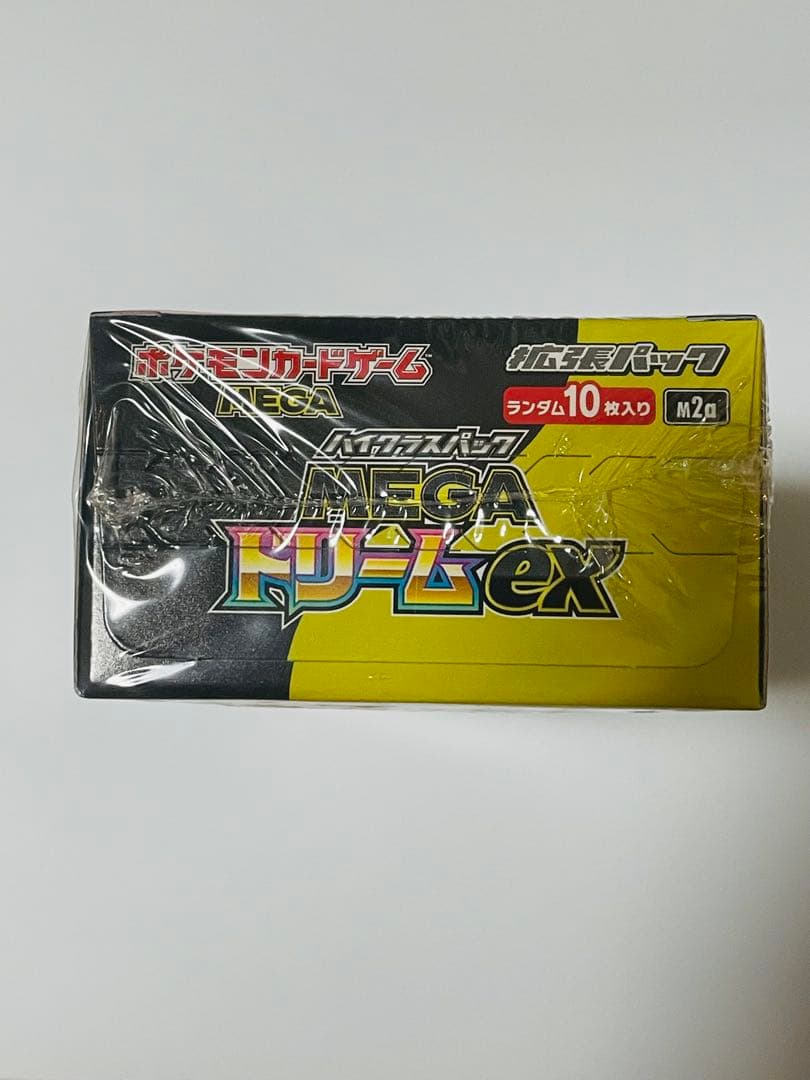 ポケモンカードゲーム™
MEGA
拡張パック
ランダム10枚入り
M2a
ハイクラスパック
MEGA
ドリームex